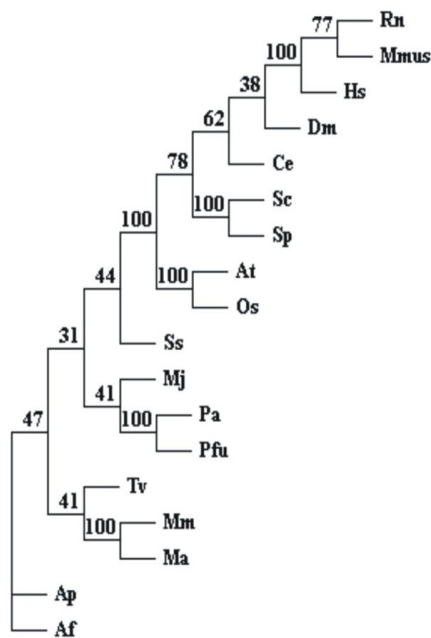 77 Rn
Mmus
100
Hs
38
Dm
62
Ce
78
Sc
100
Sp
100
At
100
Os
44
Ss
31
Mj
41
Pa
100
Pfu
47
Tv
41
Mm
100
Ma
Ap
Af